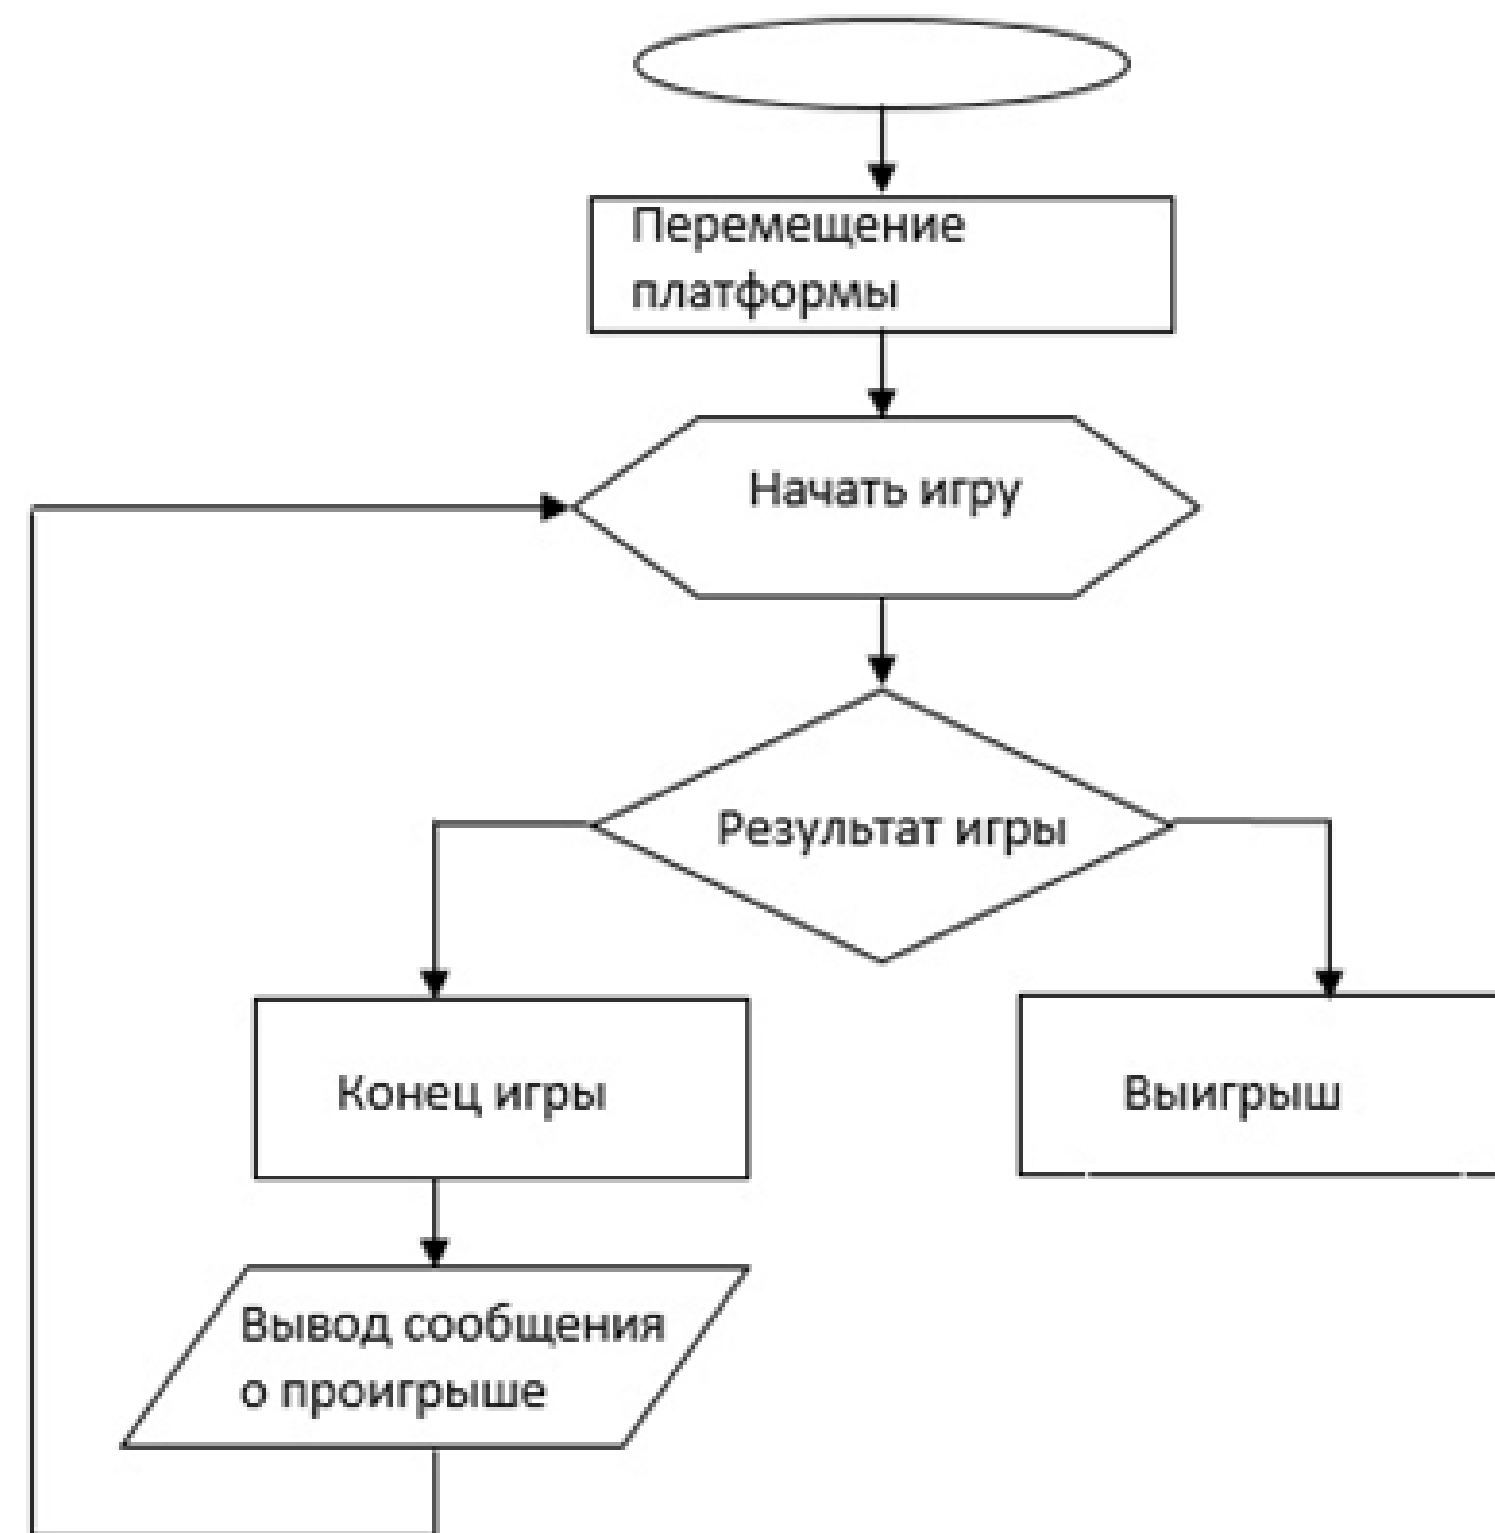 Перемещение
платформы
Начать игру
Результат игры
Конец игры
Выигрыш
Вывод сообщения
о проигрыше